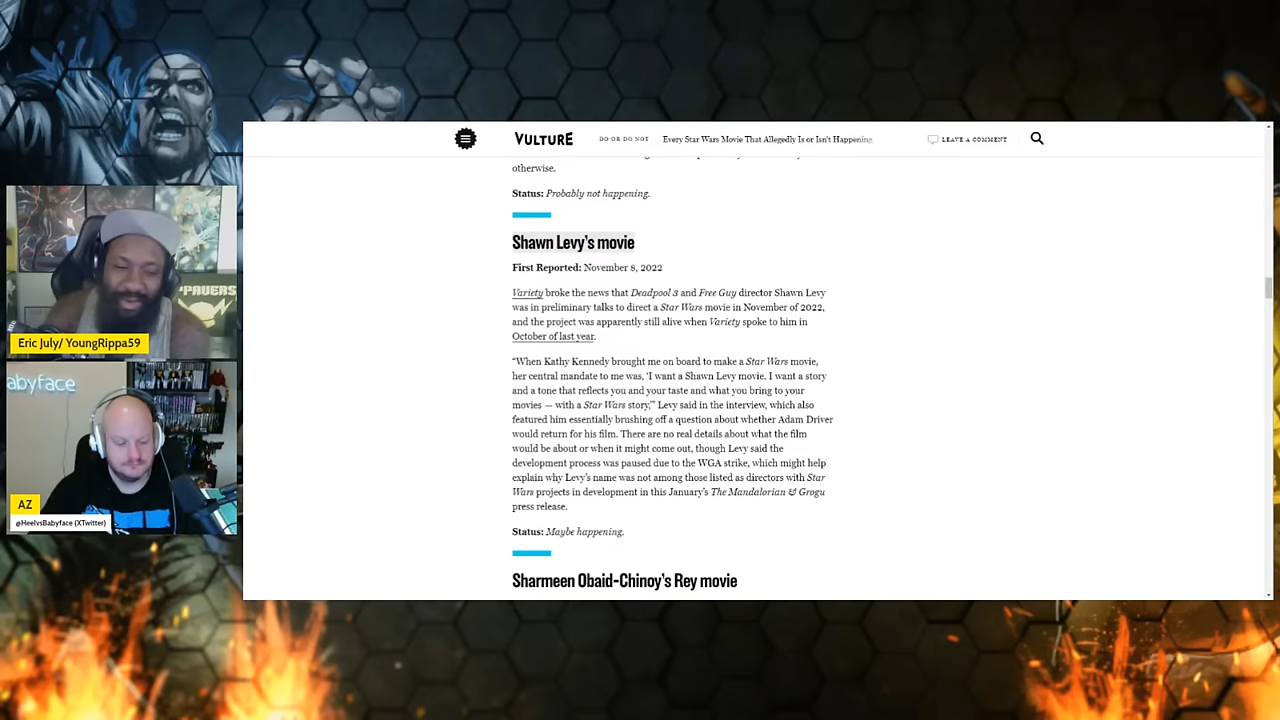 VULTURE
DO OR DO NOT
Every Star Wars Movie That Allegedly Is or Isn't Happening
LEAVE A COMMENT
otherwise.
Status: Probably not happening.
Shawn Levy's movie
First Reported: November 8, 2022
Variety broke the news that Deadpool 3 and Free Guy director Shawn Levy
was in preliminary talks to direct a Star Wars movie in November of 2022,
and the project was apparently still alive when Variety spoke to him in
October of last year.
“When Kathy Kennedy brought me on board to make a Star Wars movie,
her central mandate to me was, ‘I want a Shawn Levy movie. I want a story
and a tone that reflects you and your taste and what you bring to your
movies — with a Star Wars story,’” Levy said in the interview, which also
featured him essentially brushing off a question about whether Adam Driver
would return for his film. There are no real details about what the film
would be about or when it might come out, though Levy said the
development process was paused due to the WGA strike, which might help
explain why Levy's name was not among those listed as directors with Star
Wars projects in development in this January's The Mandalorian & Grogu
press release.
Status: Maybe happening.
Sharmeen Obaid-Chinoy's Rey movie
PAVERS
Eric July/ YoungRippa59
abyface
AZ
@HeelvsBabyface (XTwitter)